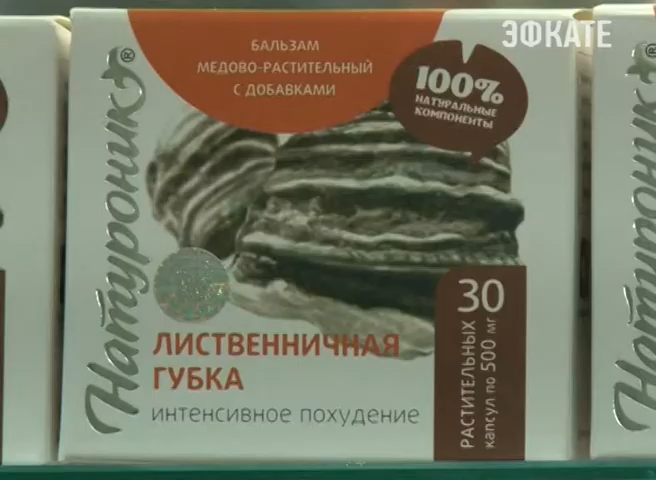 ЭФКАТЕ
БАЛЬЗАМ
МЕДОВО-РАСТИТЕЛЬНЫЙ
С ДОБАВКАМИ
100%
НАТУРАЛЬНЫЕ
КОМПОНЕНТЫ
Натуроник®
ЛИСТВЕННИЧНАЯ
ГУБКА
интенсивное похудение
30
РАСТИТЕЛЬНЫХ
капсул по 500 мг